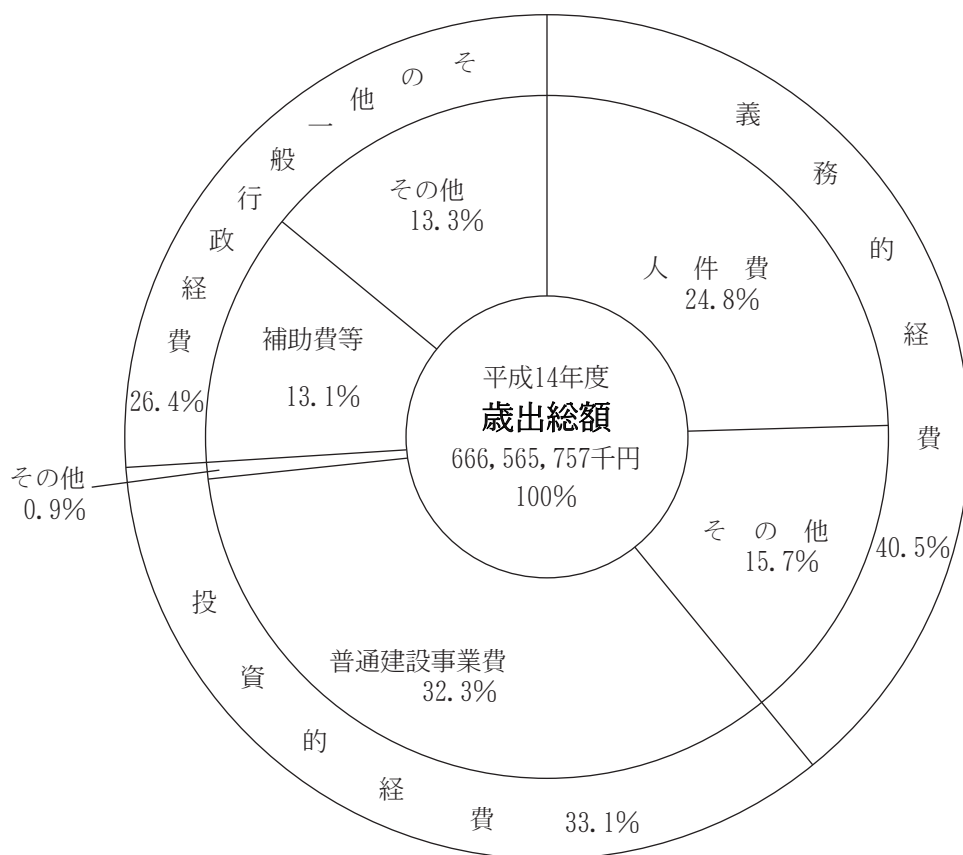 平成14年度
歳出総額
666,565,757千円
100%
義務的経費
40.5%
人件費
24.8%
その他
15.7%
投資的経費
33.1%
普通建設事業費
32.3%
その他
0.9%
その他一般行政経費
26.4%
補助費等
13.1%
その他
13.3%